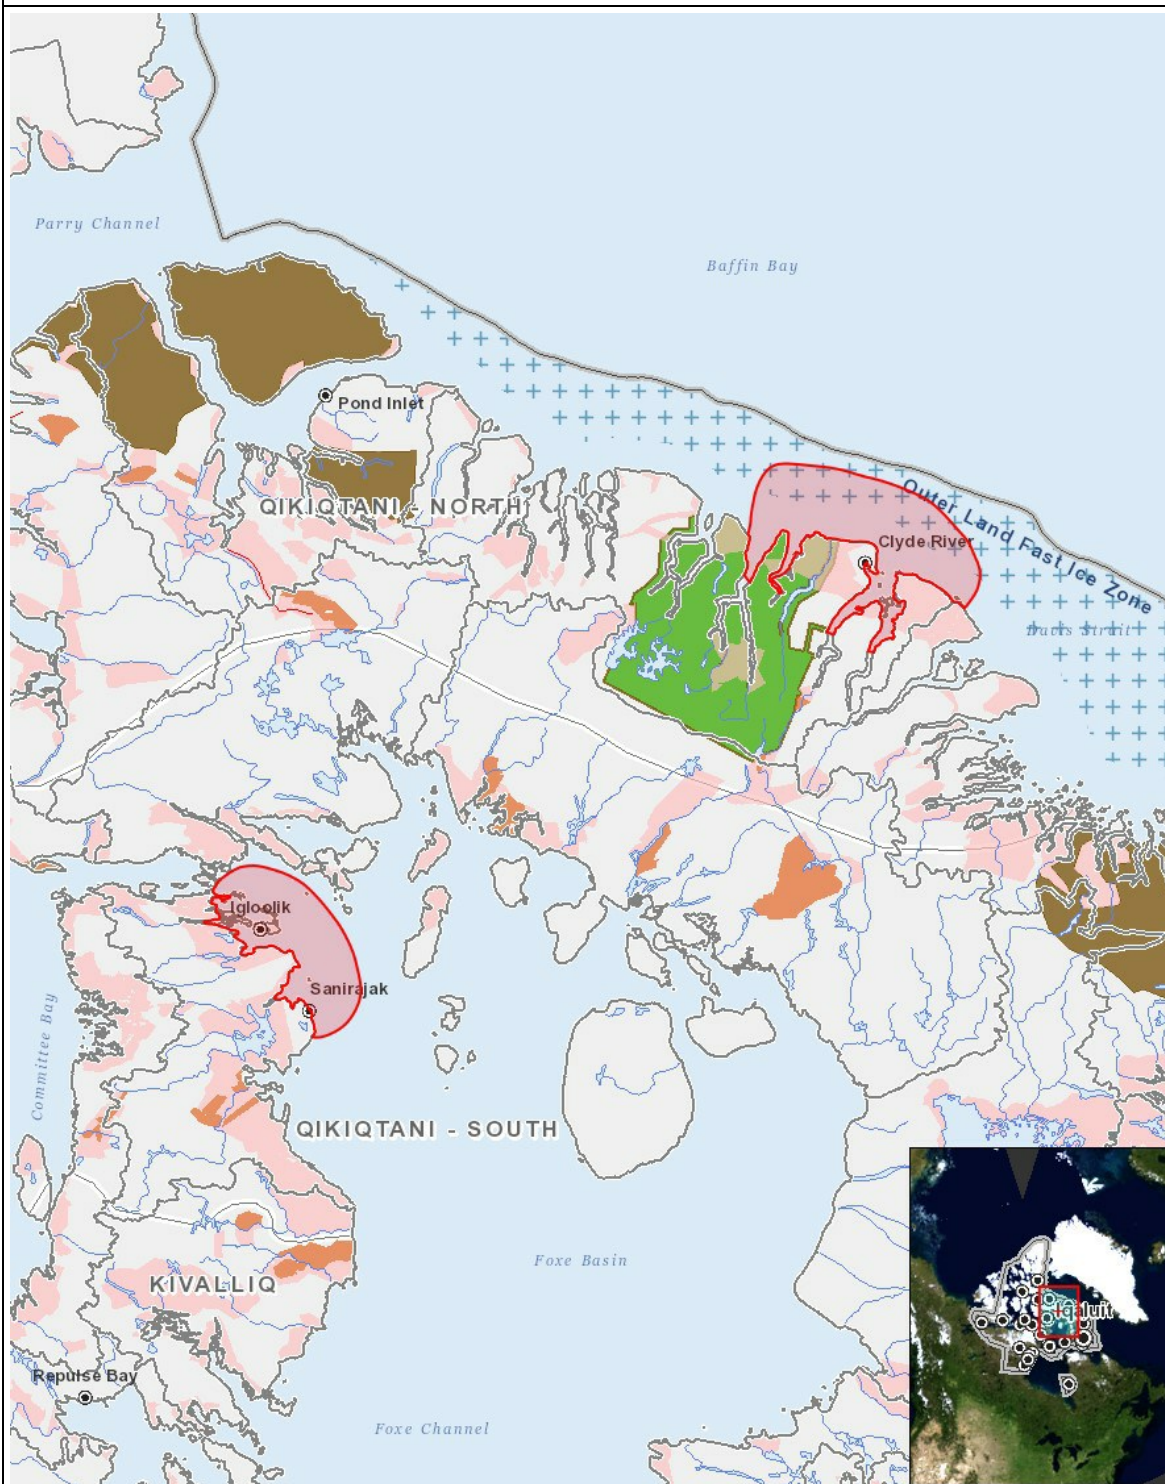 Parry Channel
Baffin Bay
Pond Inlet
QIKIQTANI - NORTH
Outer Land Fast Ice Zone
Clyde River
Davis Strait
Igloolik
Sanirajak
Committee Bay
QIKIQTANI - SOUTH
Foxe Basin
KIVALLIQ
Iqaluit
Repulse Bay
Foxe Channel